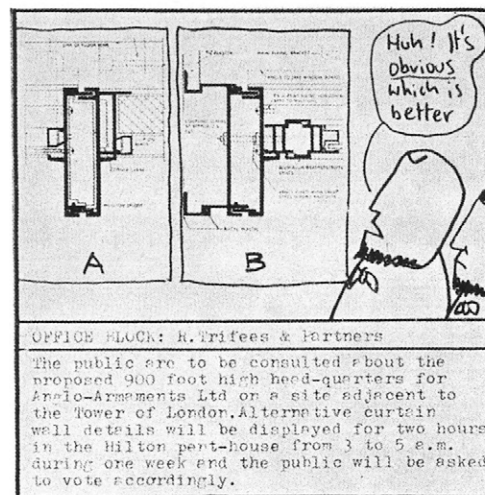 Huh! It's
obvious
which is
better
A
B
OFFICE BLOCK: R.Trifees & Partners
The public are to be consulted about the
proposed 900 foot high head-quarters for
Anglo-Armaments Ltd on a site adjacent to
the Tower of London.Alternative curtain
wall details will be displayed for two hours
in the Hilton pent-house from 3 to 5 a.m.
during one week and the public will be asked
to vote accordingly.